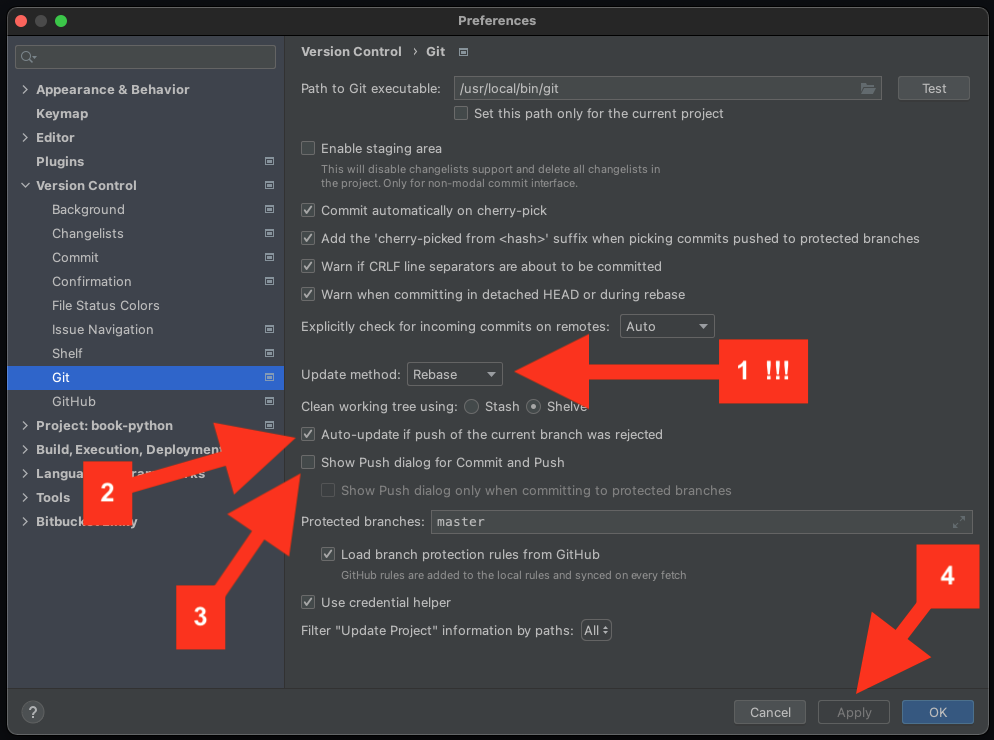 Preferences
Appearance & Behavior
Keymap
Editor
Plugins
Version Control
Background
Changelists
Commit
Confirmation
File Status Colors
Issue Navigation
Shelf
Git
GitHub
Project: book-python
Build, Execution, Deployment
Tools
Version Control › Git
Path to Git executable: /usr/local/bin/git Test
Set this path only for the current project
Enable staging area
This will disable changelists support and delete all changelists in
the project. Only for non-modal commit interface.
Commit automatically on cherry-pick
Add the 'cherry-picked from <hash>' suffix when picking commits pushed to protected branches
Warn if CRLF line separators are about to be committed
Warn when committing in detached HEAD or during rebase
Explicitly check for incoming commits on remotes: Auto
Update method: Rebase 1 !!!
Clean working tree using: Stash Shelve
Auto-update if push of the current branch was rejected
2
Show Push dialog for Commit and Push
Show Push dialog only when committing to protected branches
Protected branches: master
3
Load branch protection rules from GitHub
GitHub rules are added to the local rules and synced on every fetch
Use credential helper
Filter "Update Project" information by paths: All
4
? Cancel Apply OK